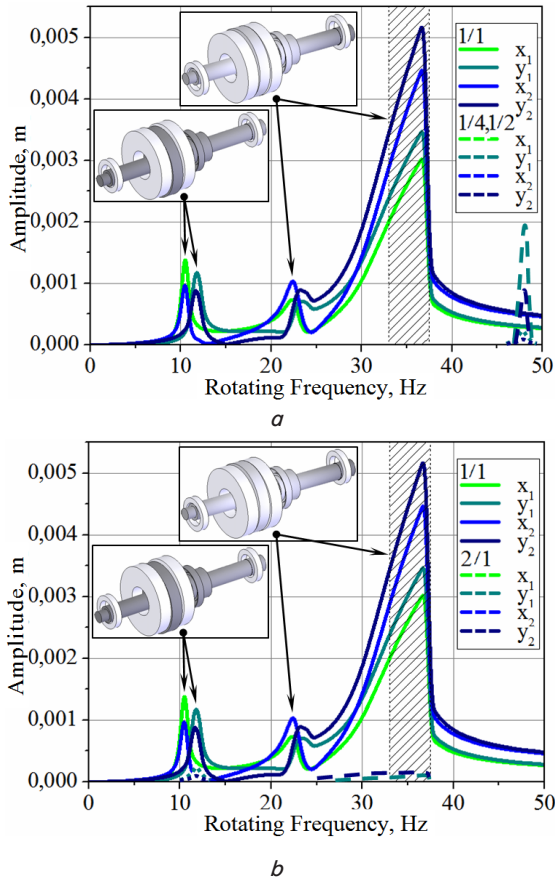 0,005
0,004
0,003
0,002
0,001
0,000
Amplitude, m
0 10 20 30 40 50
Rotating Frequency, Hz
1/1
x1
y1
x2
y2
1/4,1/2
x1
y1
x2
y2
a
0,005
0,004
0,003
0,002
0,001
0,000
Amplitude, m
0 10 20 30 40 50
Rotating Frequency, Hz
1/1
x1
y1
x2
y2
2/1
x1
y1
x2
y2
b